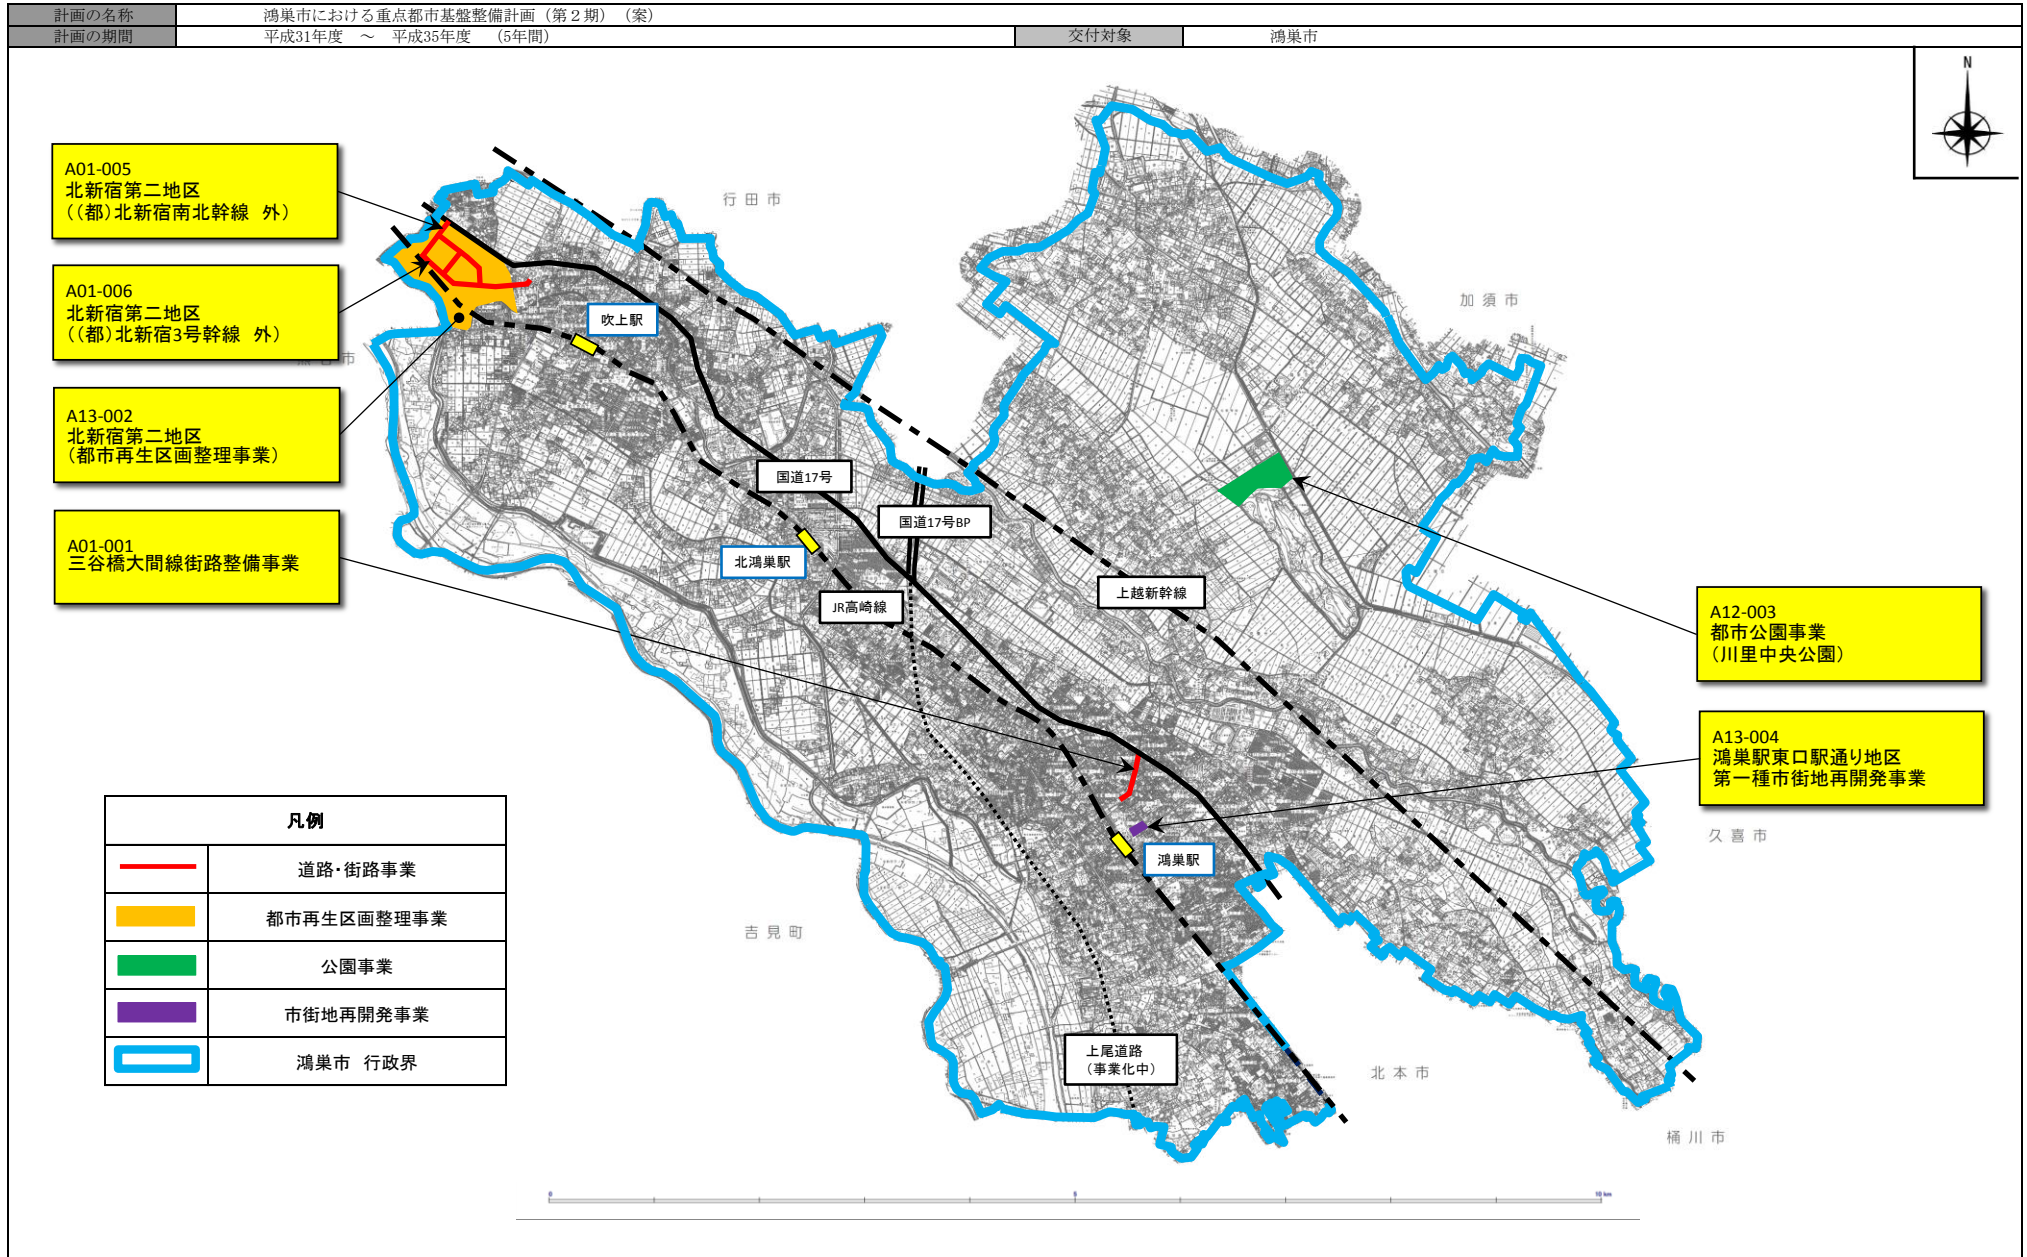 計画の名称 鴻巣市における重点都市基盤整備計画（第２期）（案）
計画の期間 平成31年度　～　平成35年度　（5年間） 交付対象 鴻巣市
N
A01-005
北新宿第二地区
（（都）北新宿南北幹線　外）
A01-006
北新宿第二地区
（（都）北新宿3号幹線　外）
A13-002
北新宿第二地区
（都市再生区画整理事業）
A01-001
三谷橋大間線街路整備事業
行田市
加須市
吹上駅
国道17号
国道17号BP
北鴻巣駅
JR高崎線
上越新幹線
A12-003
都市公園事業
（川里中央公園）
A13-004
鴻巣駅東口駅通り地区
第一種市街地再開発事業
鴻巣駅
久喜市
吉見町
上尾道路
（事業化中）
北本市
桶川市
凡例
道路・街路事業
都市再生区画整理事業
公園事業
市街地再開発事業
鴻巣市　行政界
0 5 10 km